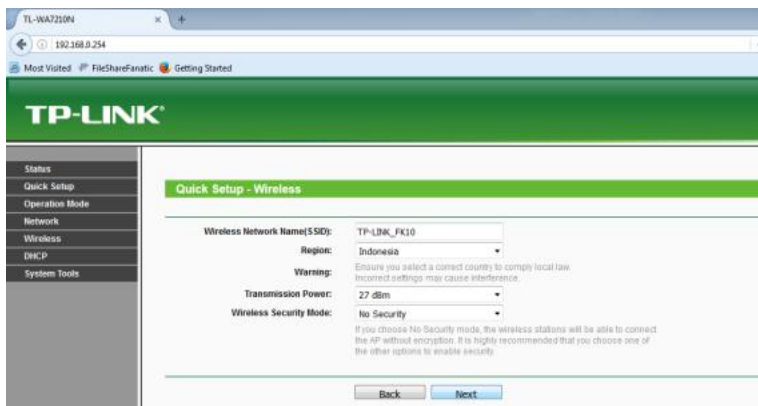 TL-WA7210N
192.168.0.254
Most Visited FileShareFanatic Getting Started
TP-LINK®
Status
Quick Setup
Operation Mode
Network
Wireless
DHCP
System Tools
Quick Setup - Wireless
Wireless Network Name(SSID): TP-LINK_FK10
Region: Indonesia
Warning: Ensure you select a correct country to comply local law.
Incorrect settings may cause interference.
Transmission Power: 27 dBm
Wireless Security Mode: No Security
If you choose No Security mode, the wireless stations will be able to connect
the AP without encryption. It is highly recommended that you choose one of
the other options to enable security.
Back Next